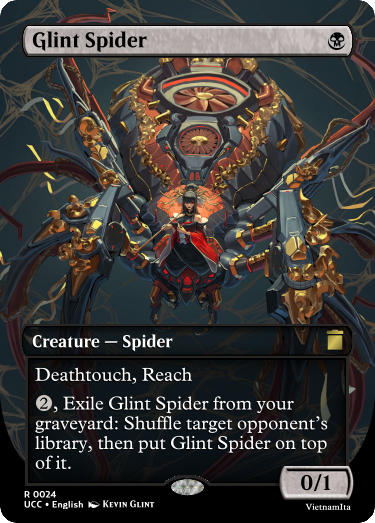 Glint Spider
Creature — Spider
Deathtouch, Reach
2, Exile Glint Spider from your
graveyard: Shuffle target opponent's
library, then put Glint Spider on top
of it.
0/1
R 0024
UCC • English Kevin Glint
VietnamIta